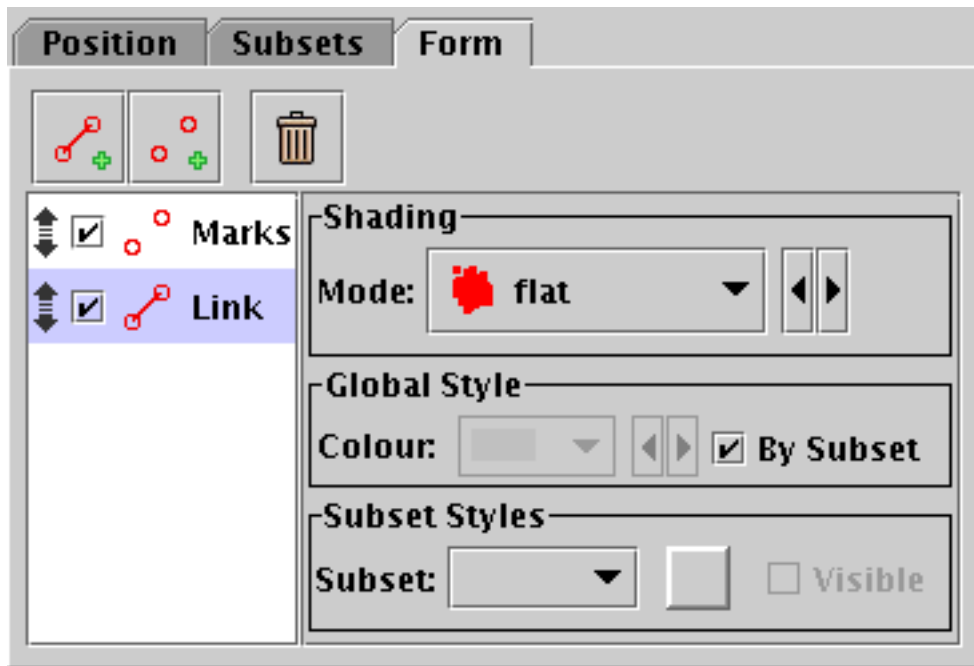 Position Subsets Form
Marks
Link
Shading
Mode: flat
Global Style
Colour: By Subset
Subset Styles
Subset: Visible